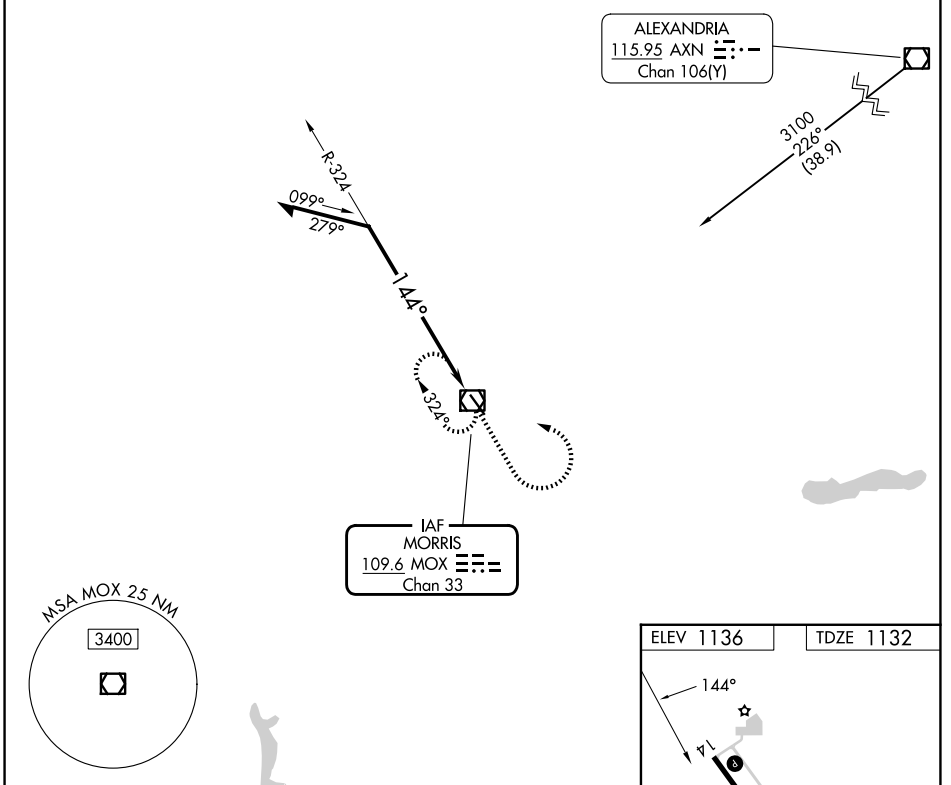 ALEXANDRIA
115.95 AXN
Chan 106(Y)
3100
226°
(38.9)
R-324
099°
279°
144°
324°
IAF
MORRIS
109.6 MOX
Chan 33
MSA MOX 25 NM
3400
ELEV 1136
TDZE 1132
144°
14
P